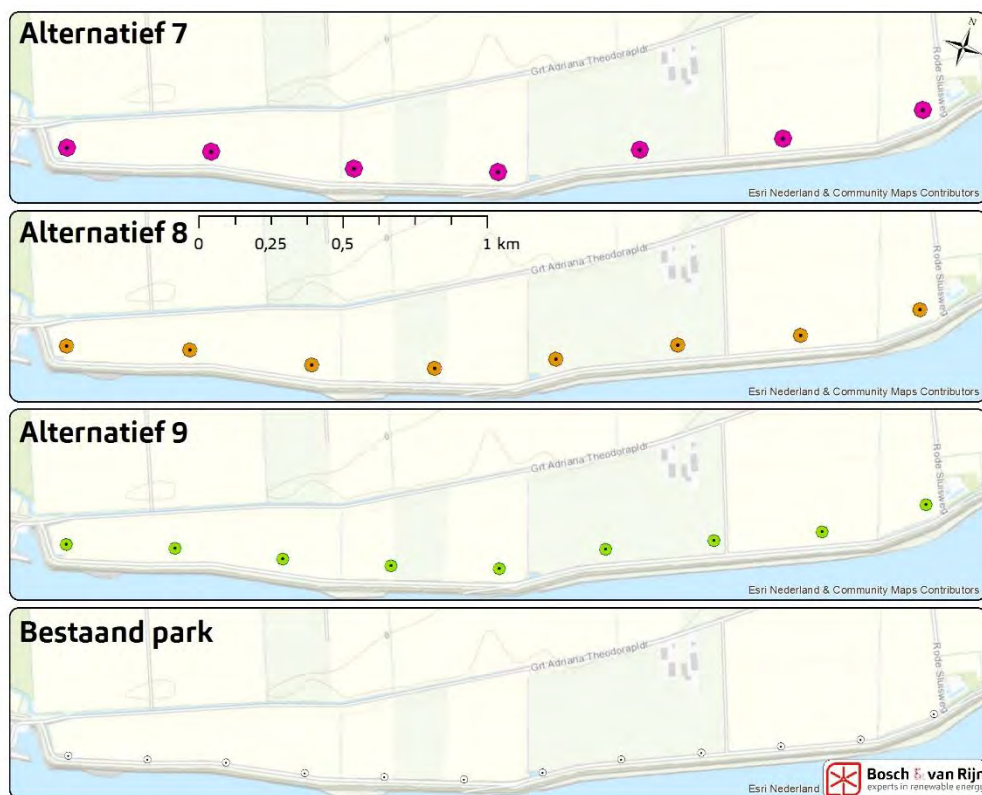 Alternatief 7
N
Grt Adriana Theodorapldr
Rode Sluisweg
Esri Nederland & Community Maps Contributors
Alternatief 8
0 0,25 0,5 1 km
Grt Adriana Theodorapldr
Rode Sluisweg
Esri Nederland & Community Maps Contributors
Alternatief 9
Grt Adriana Theodorapldr
Rode Sluisweg
Esri Nederland & Community Maps Contributors
Bestaand park
Grt Adriana Theodorapldr
Rode Sluisweg
Esri Nederland
Bosch & van Rijn
experts in renewable energy